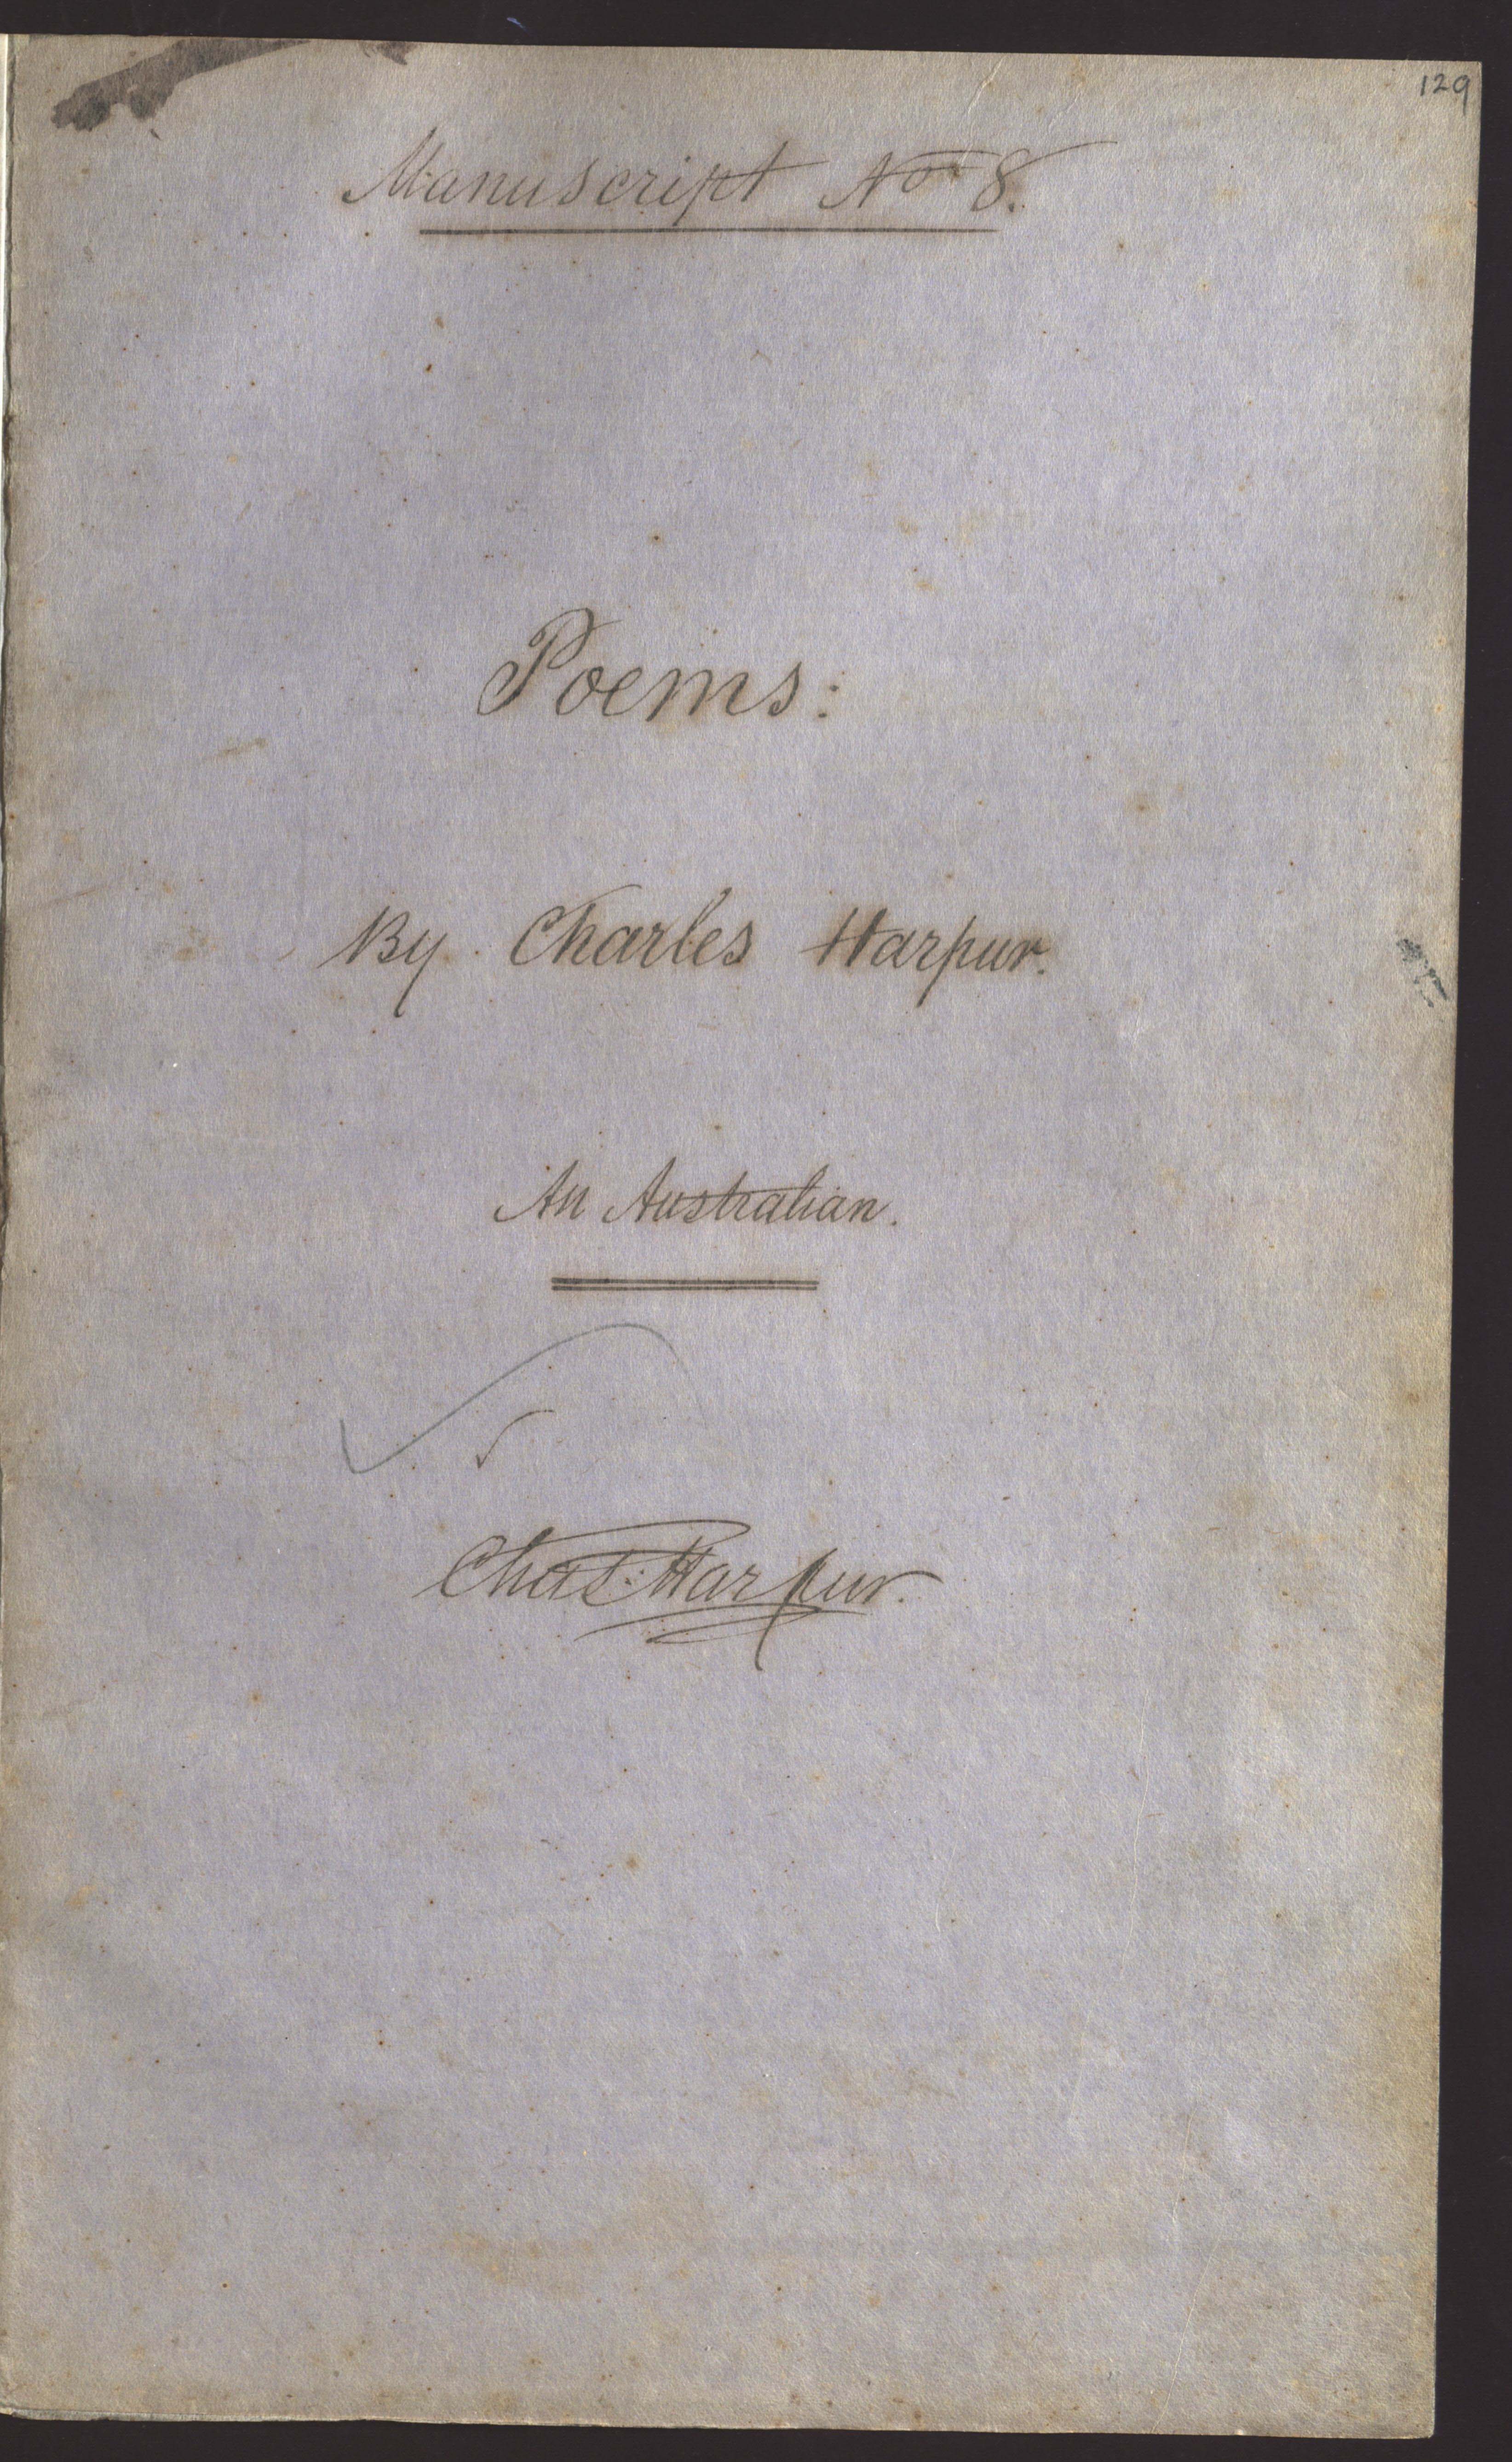 129
Manuscript No 8.
Poems:
By Charles Harpur.
An Australian.
Chas: Harpur.